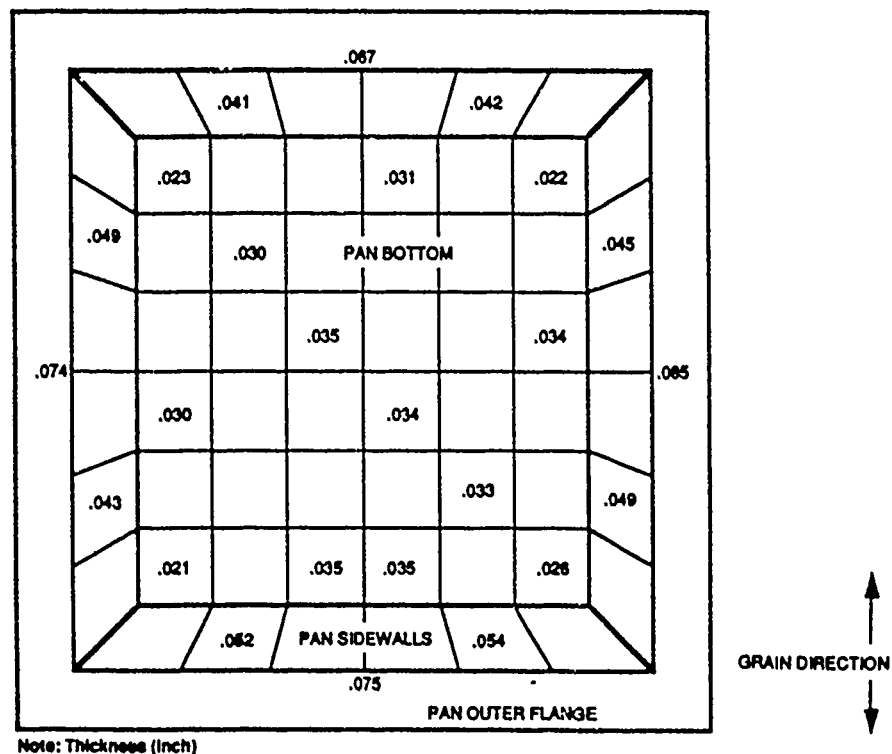 .067
.041 .042
.023 .031 .022
.049 .030 PAN BOTTOM .045
.035 .034
.074 .065
.030 .034
.033
.043 .049
.021 .035 .035 .026
.052 PAN SIDEWALLS .054
GRAIN DIRECTION
.075
PAN OUTER FLANGE
Note: Thickness (Inch)